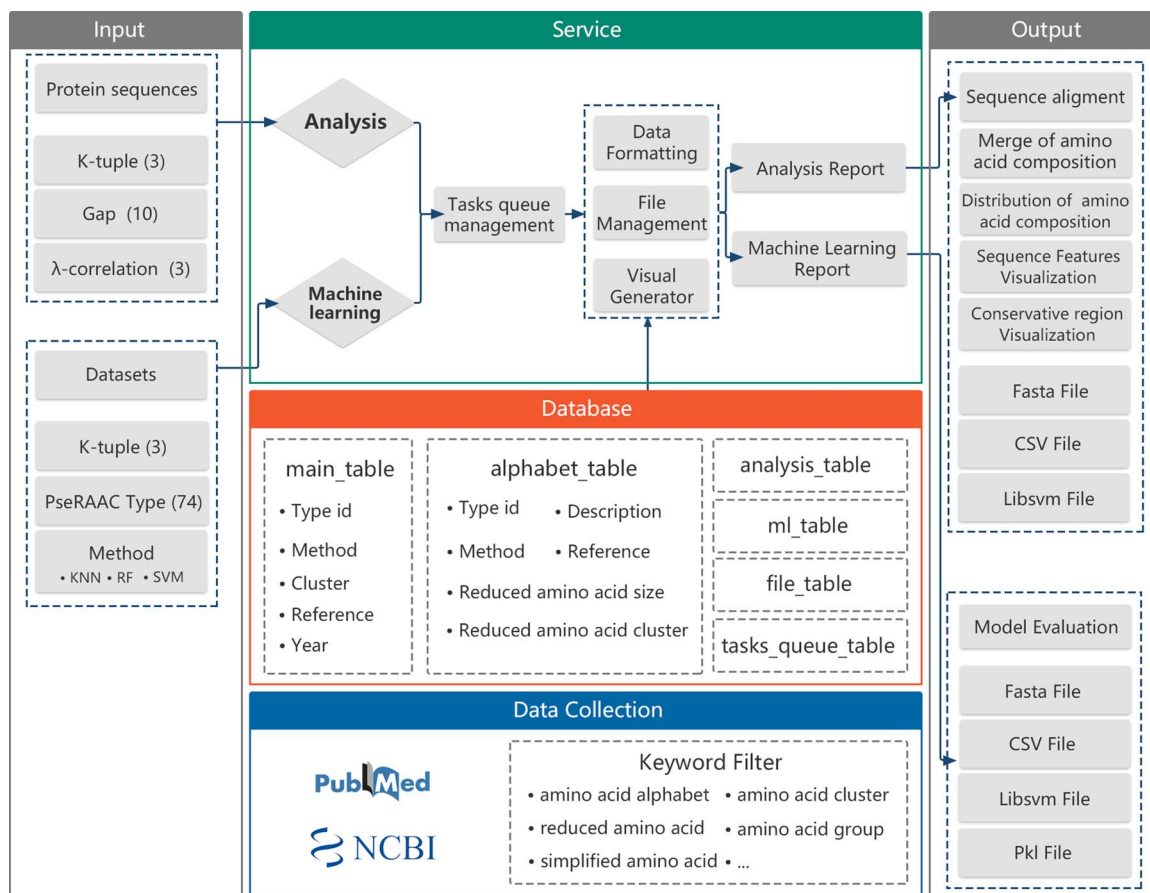 Input
Protein sequences
K-tuple (3)
Gap (10)
λ-correlation (3)
Datasets
K-tuple (3)
PseRAAC Type (74)
Method
• KNN • RF • SVM
Service
Analysis
Machine
learning
Tasks queue
management
Data
Formatting
File
Management
Visual
Generator
Analysis Report
Machine Learning
Report
Database
main_table
• Type id
• Method
• Cluster
• Reference
• Year
alphabet_table
• Type id • Description
• Method • Reference
• Reduced amino acid size
• Reduced amino acid cluster
analysis_table
ml_table
file_table
tasks_queue_table
Data Collection
PubMed
NCBI
Keyword Filter
• amino acid alphabet • amino acid cluster
• reduced amino acid • amino acid group
• simplified amino acid • ...
Output
Sequence aligment
Merge of amino
acid composition
Distribution of amino
acid composition
Sequence Features
Visualization
Conservative region
Visualization
Fasta File
CSV File
Libsvm File
Model Evaluation
Fasta File
CSV File
Libsvm File
Pkl File